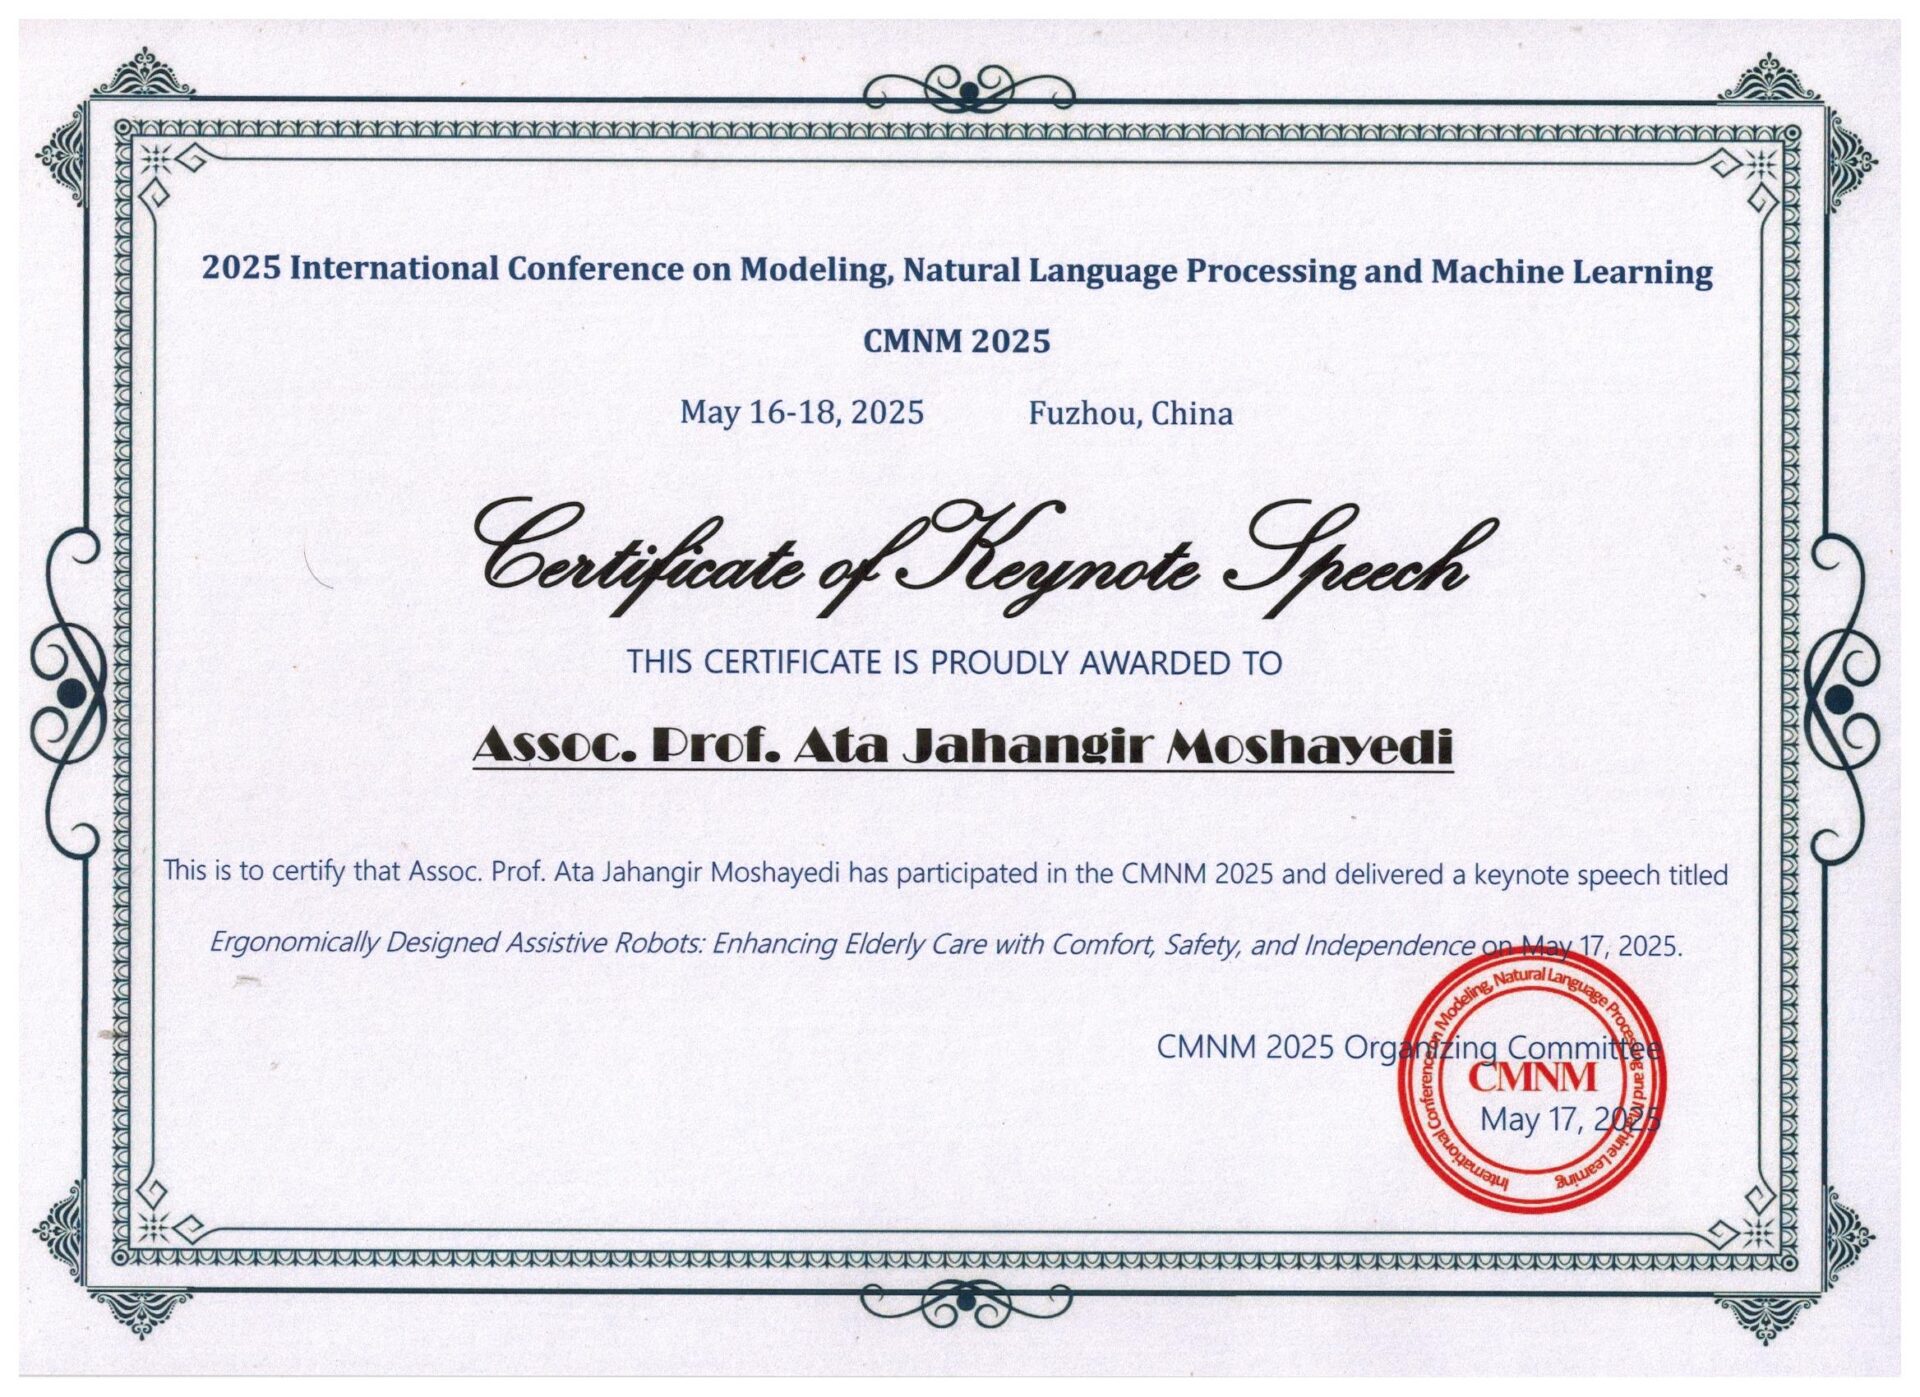 2025 International Conference on Modeling, Natural Language Processing and Machine Learning
CMNM 2025
May 16-18, 2025 Fuzhou, China
Certificate of Keynote Speech
THIS CERTIFICATE IS PROUDLY AWARDED TO
Assoc. Prof. Ata Jahangir Moshayedi
This is to certify that Assoc. Prof. Ata Jahangir Moshayedi has participated in the CMNM 2025 and delivered a keynote speech titled
Ergonomically Designed Assistive Robots: Enhancing Elderly Care with Comfort, Safety, and Independence on May 17, 2025.
CMNM 2025 Organizing Committee
May 17, 2025
International Conference on Modeling, Natural Language Processing and Machine Learning
CMNM